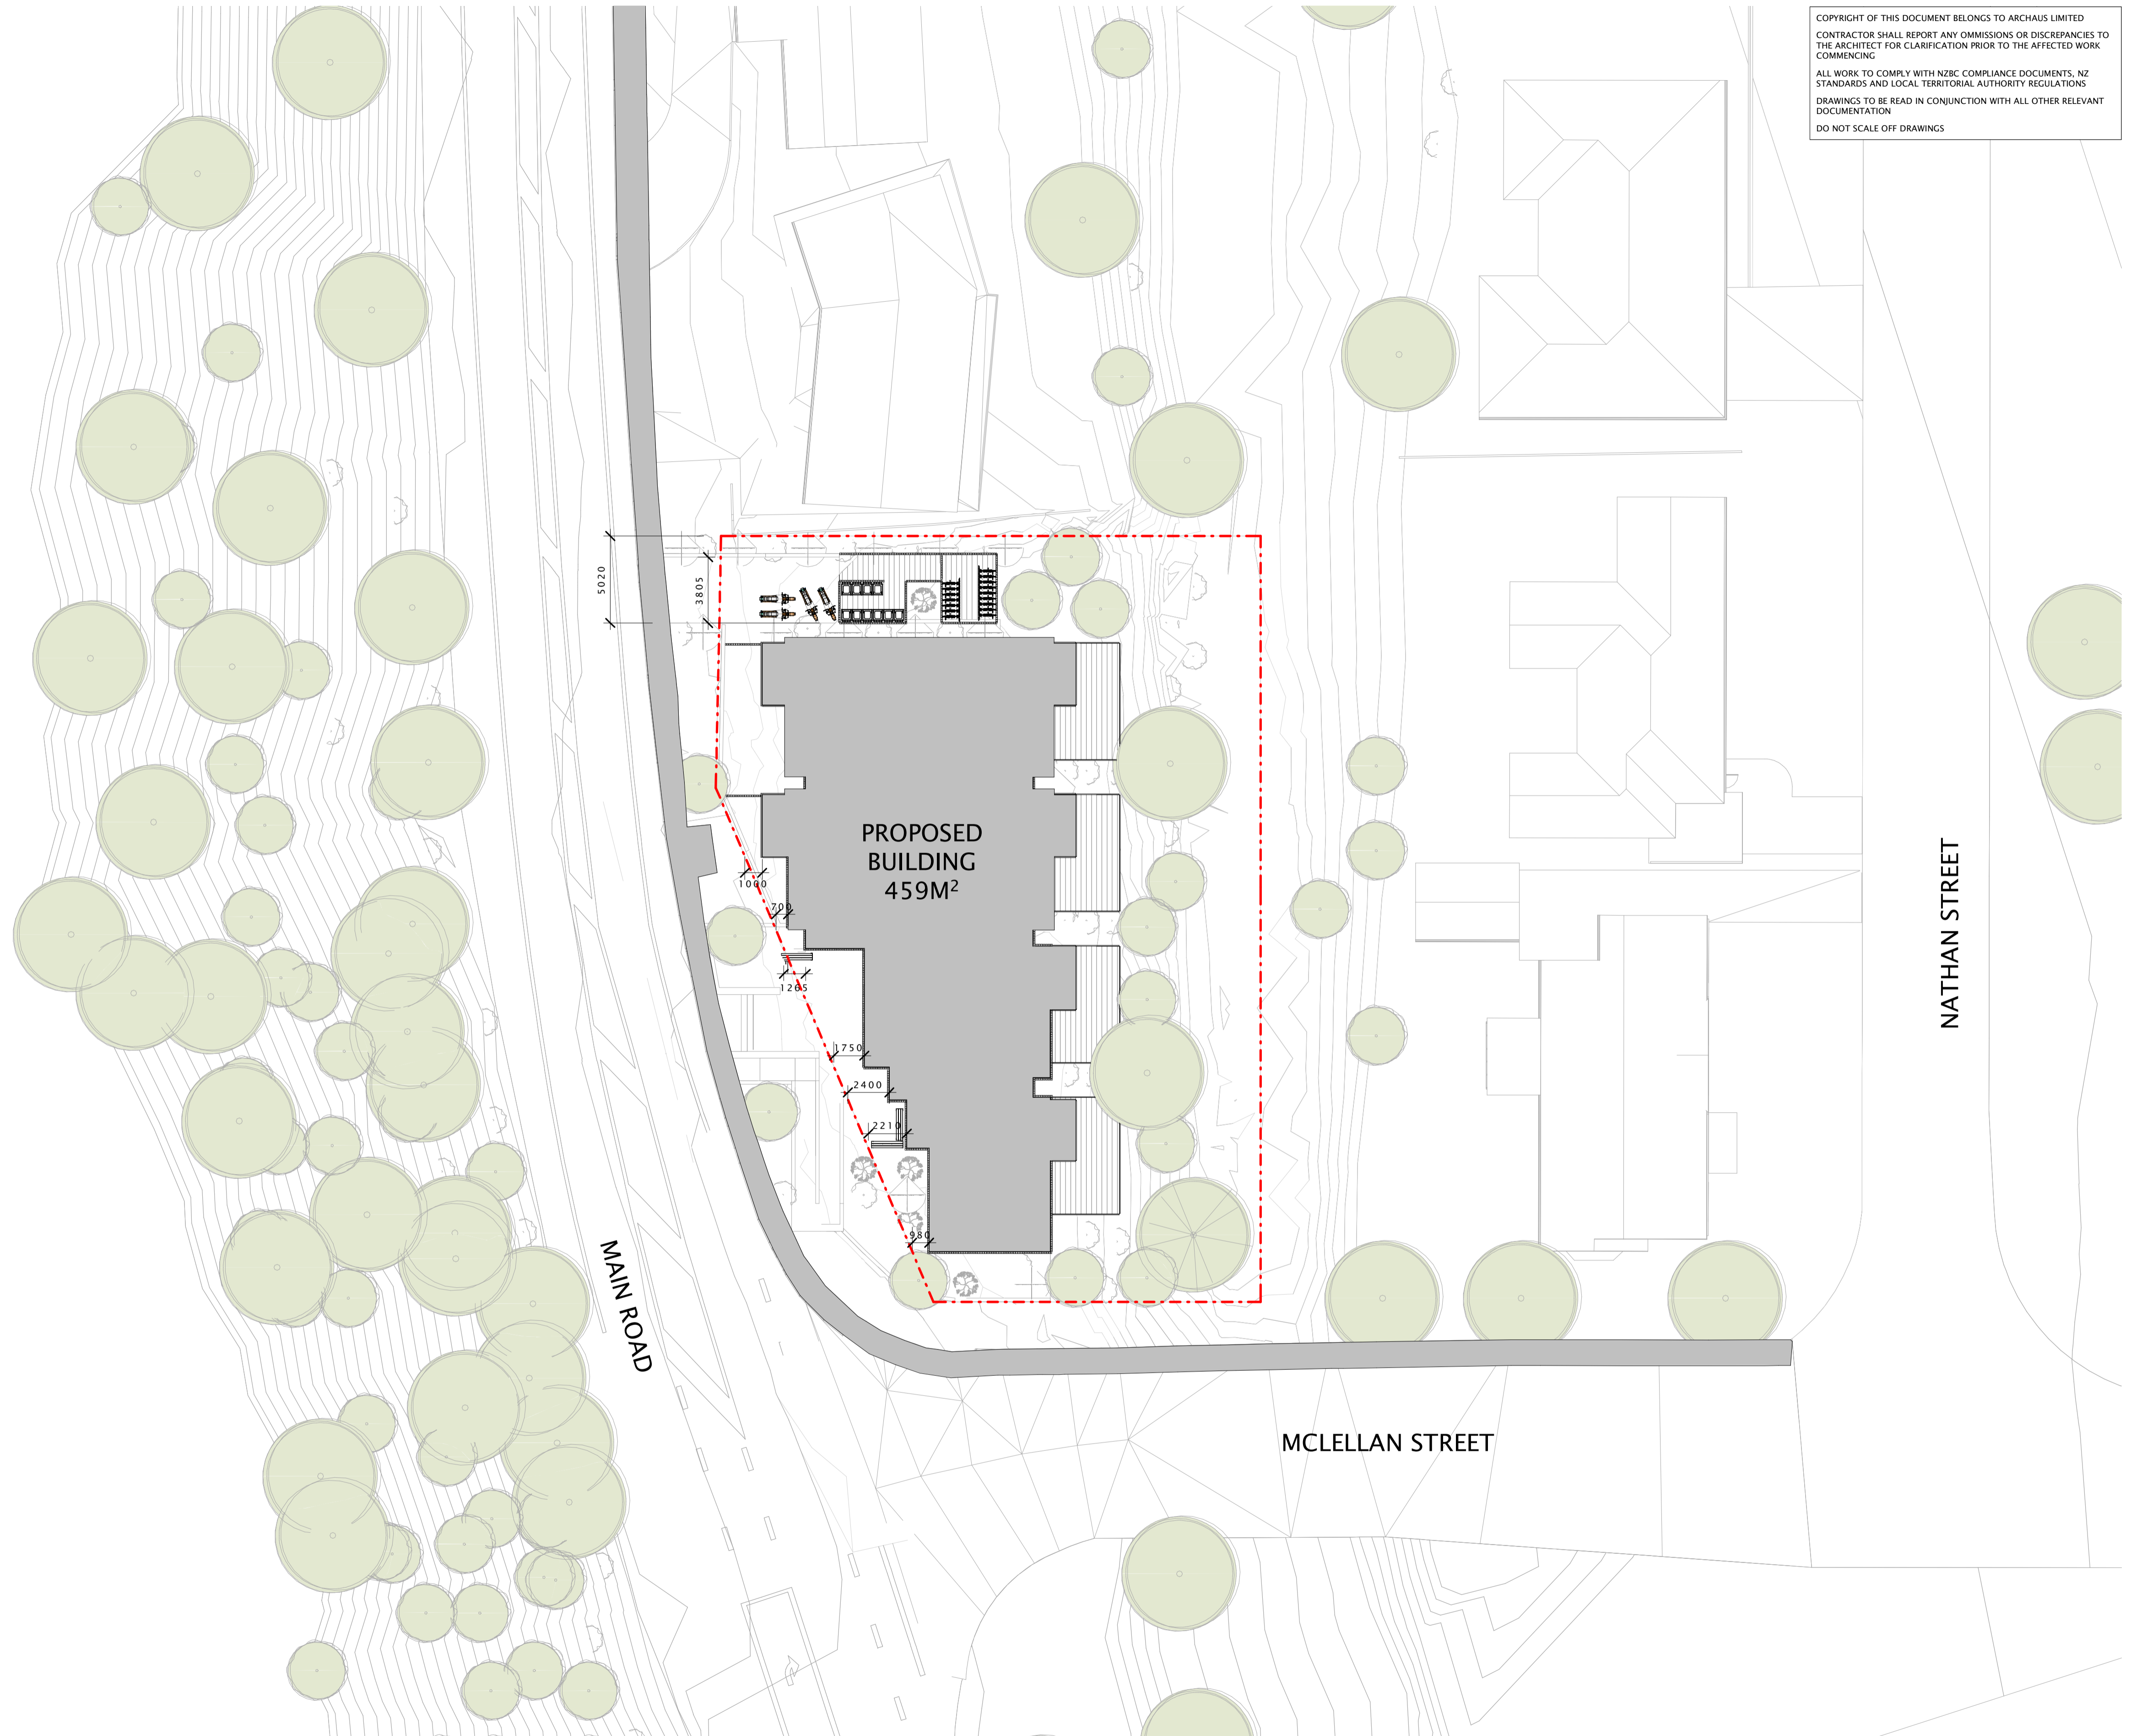 COPYRIGHT OF THIS DOCUMENT BELONGS TO ARCHAUS LIMITED
CONTRACTOR SHALL REPORT ANY OMMISSIONS OR DISCREPANCIES TO
THE ARCHITECT FOR CLARIFICATION PRIOR TO THE AFFECTED WORK
COMMENCING
ALL WORK TO COMPLY WITH NZBC COMPLIANCE DOCUMENTS, NZ
STANDARDS AND LOCAL TERRITORIAL AUTHORITY REGULATIONS
DRAWINGS TO BE READ IN CONJUNCTION WITH ALL OTHER RELEVANT
DOCUMENTATION
DO NOT SCALE OFF DRAWINGS
5020
3805
PROPOSED
BUILDING
459M²
1000
700
1265
1750
2400
2210
980
NATHAN STREET
MAIN ROAD
MCLELLAN STREET